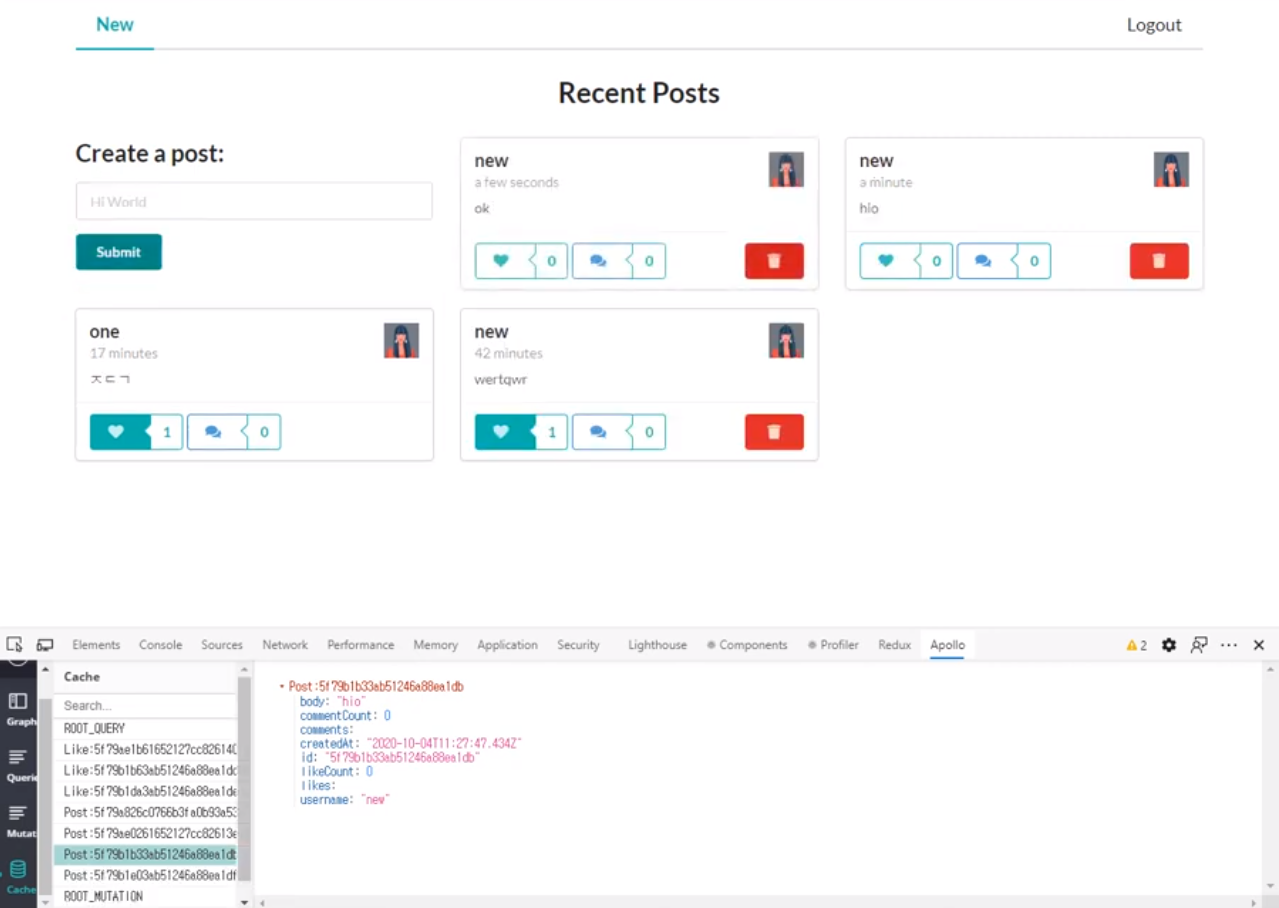 New
Logout
Recent Posts
Create a post:
Hi World
Submit
new
a few seconds
ok
0
0
new
a minute
hio
0
0
one
17 minutes
ㅈㄷㄱ
1
0
new
42 minutes
wertqwr
1
0
Elements Console Sources Network Performance Memory Application Security Lighthouse Components Profiler Redux Apollo 2
Graph
Querie
Mutat
Cache
Cache
Search...
ROOT_QUERY
Like:5f79ae1b61652127cc826140
Like:5f79b1b63ab51246a88ea1dc
Like:5f79b1da3ab51246a88ea1de
Post:5f79a826c0766b3fa0b93a53
Post:5f79ae0261652127cc82613e
Post:5f79b1b33ab51246a88ea1db
Post:5f79b1e03ab51246a88ea1df
ROOT_MUTATION
Post:5f79b1b33ab51246a88ea1db
body: "hio"
commentCount: 0
comments:
createdAt: "2020-10-04T11:27:47.434Z"
id: "5f79b1b33ab51246a88ea1db"
likeCount: 0
likes:
username: "new"